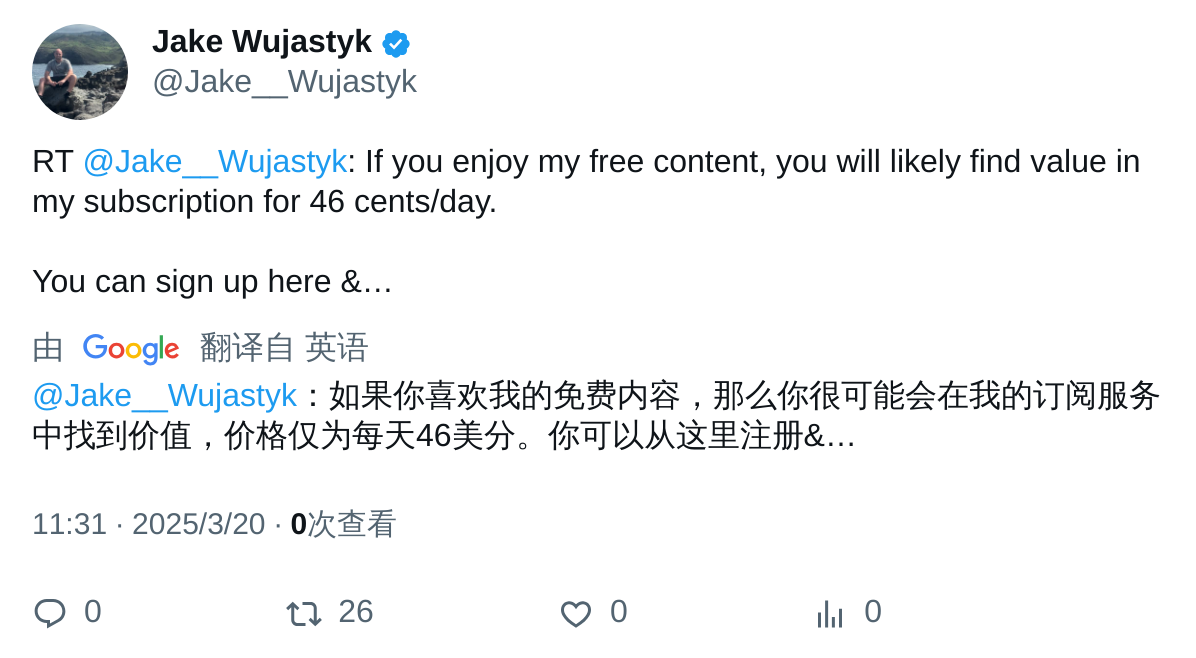 Jake Wujastyk
@Jake__Wujastyk
RT @Jake__Wujastyk: If you enjoy my free content, you will likely find value in
my subscription for 46 cents/day.
You can sign up here &…
由 Google 翻译自 英语
@Jake__Wujastyk：如果你喜欢我的免费内容，那么你很可能会在我的订阅服务
中找到价值，价格仅为每天46美分。你可以从这里注册&…
11:31 · 2025/3/20 · 0次查看
0 26 0 0